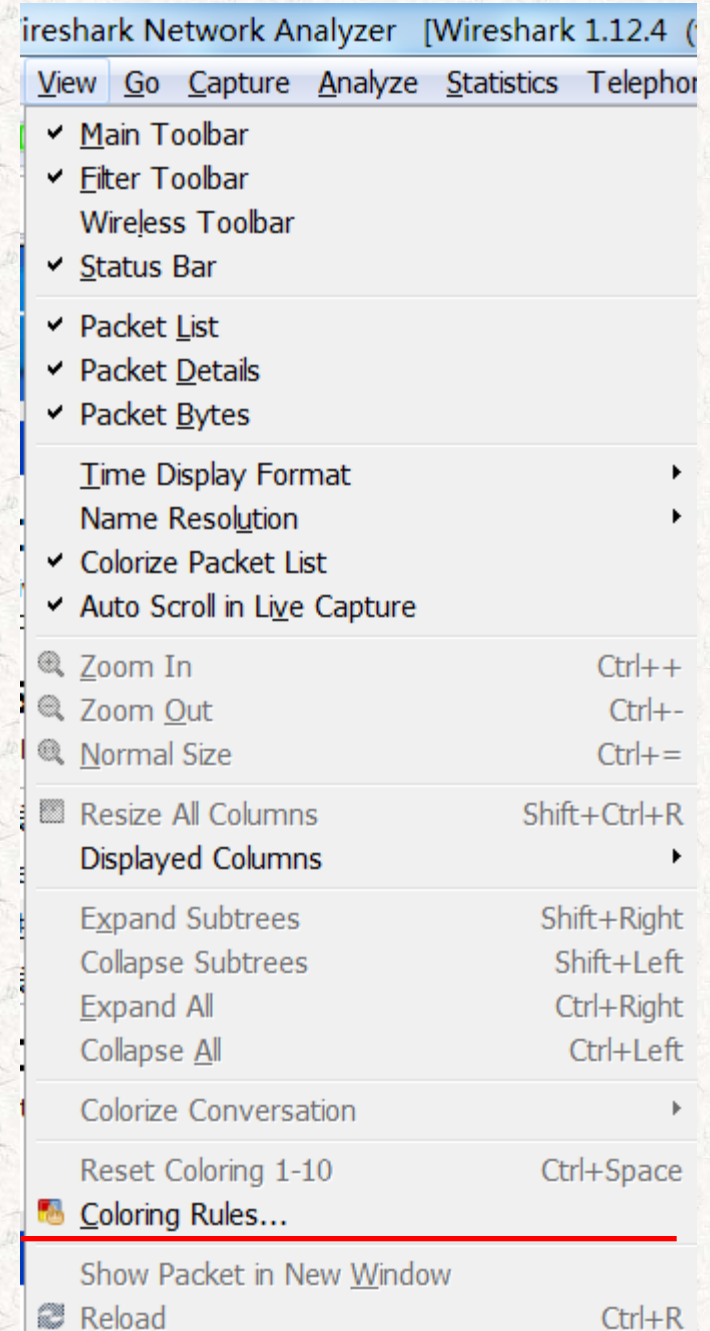 ireshark Network Analyzer [Wireshark 1.12.4 (
View Go Capture Analyze Statistics Telephon
Main Toolbar
Filter Toolbar
Wireless Toolbar
Status Bar
Packet List
Packet Details
Packet Bytes
Time Display Format
Name Resolution
Colorize Packet List
Auto Scroll in Live Capture
Zoom In Ctrl++
Zoom Out Ctrl+-
Normal Size Ctrl+=
Resize All Columns Shift+Ctrl+R
Displayed Columns
Expand Subtrees Shift+Right
Collapse Subtrees Shift+Left
Expand All Ctrl+Right
Collapse All Ctrl+Left
Colorize Conversation
Reset Coloring 1-10 Ctrl+Space
Coloring Rules...
Show Packet in New Window
Reload Ctrl+R